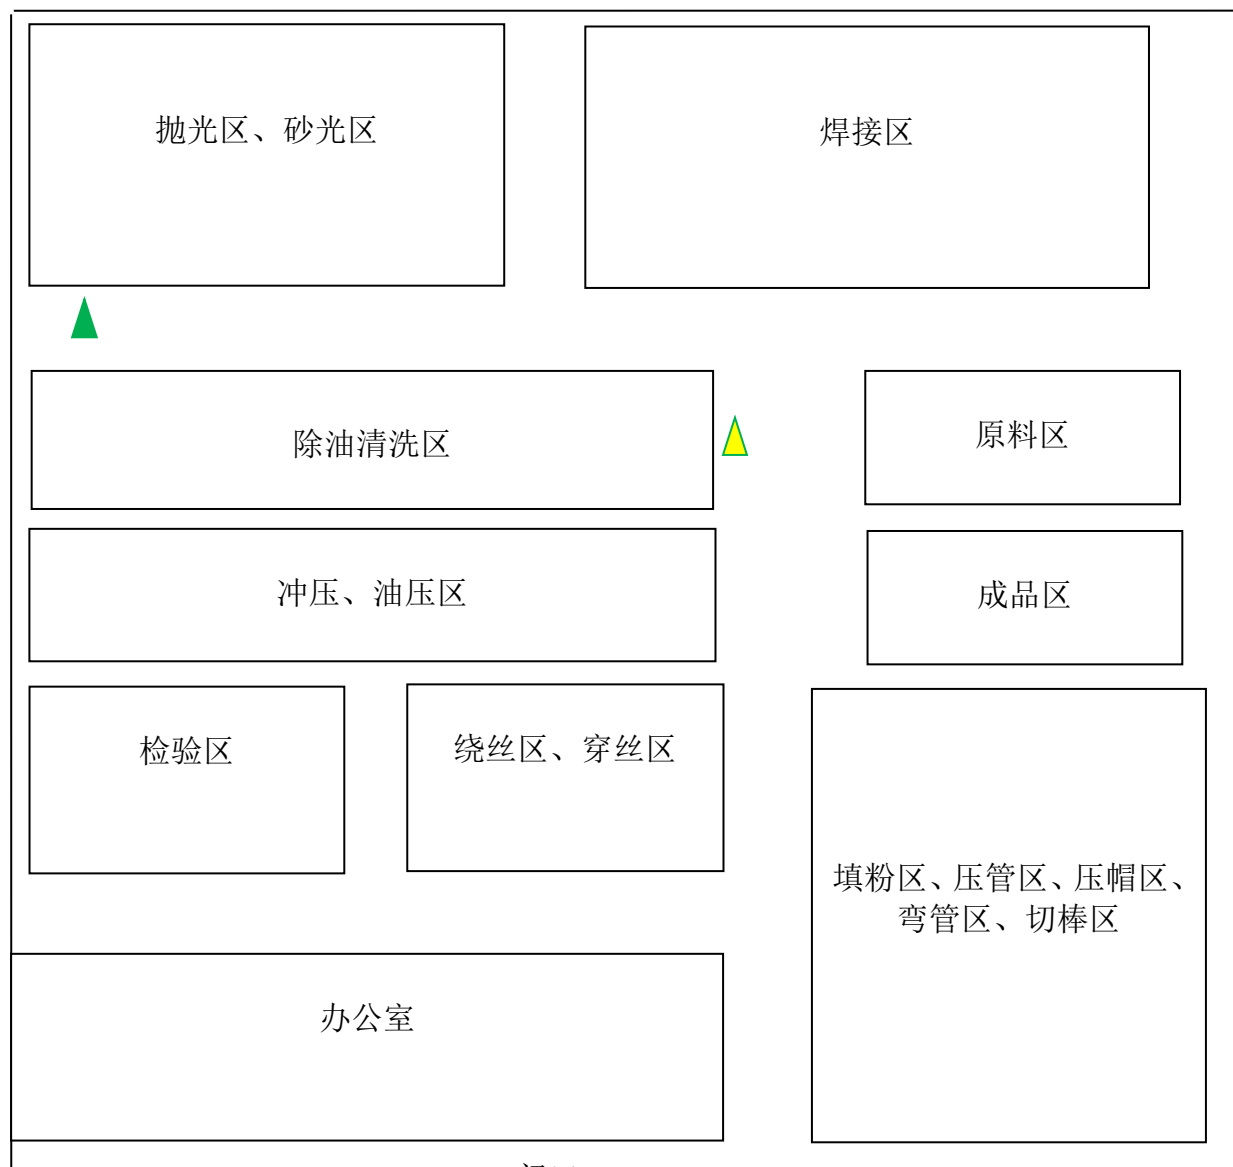 抛光区、砂光区
焊接区
除油清洗区
原料区
冲压、油压区
成品区
检验区
绕丝区、穿丝区
填粉区、压管区、压帽区、
弯管区、切棒区
办公室